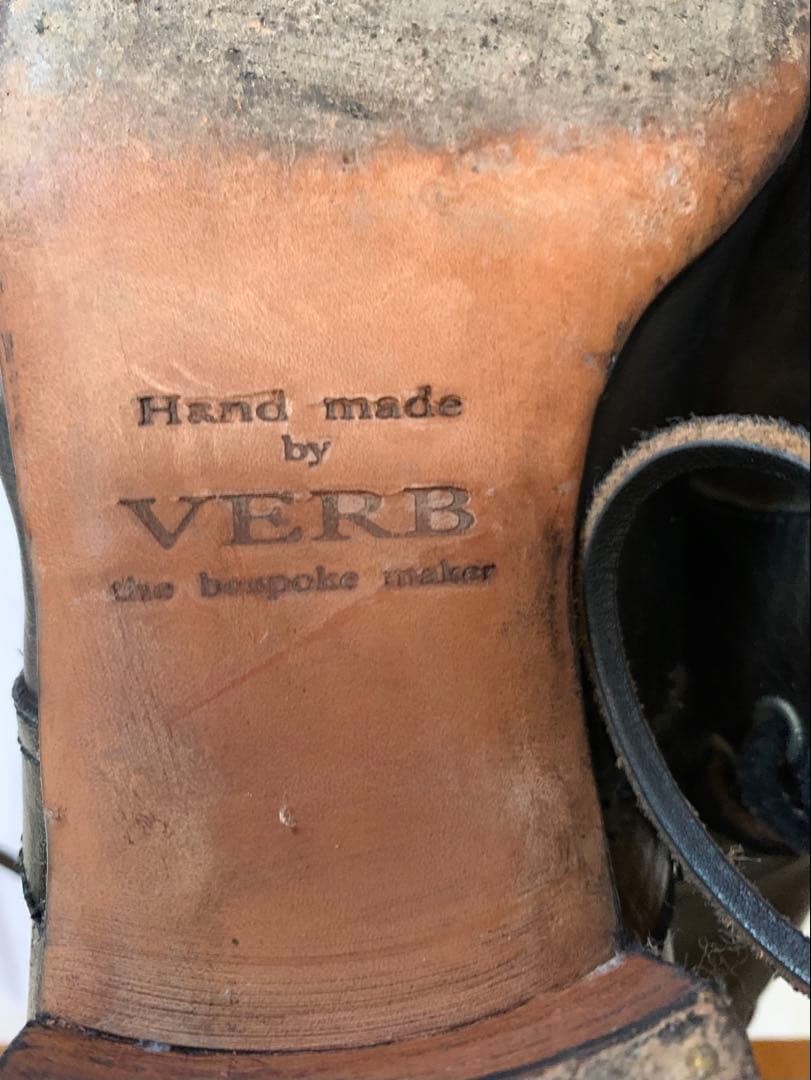 Hand made
by
VERB
the bespoke maker